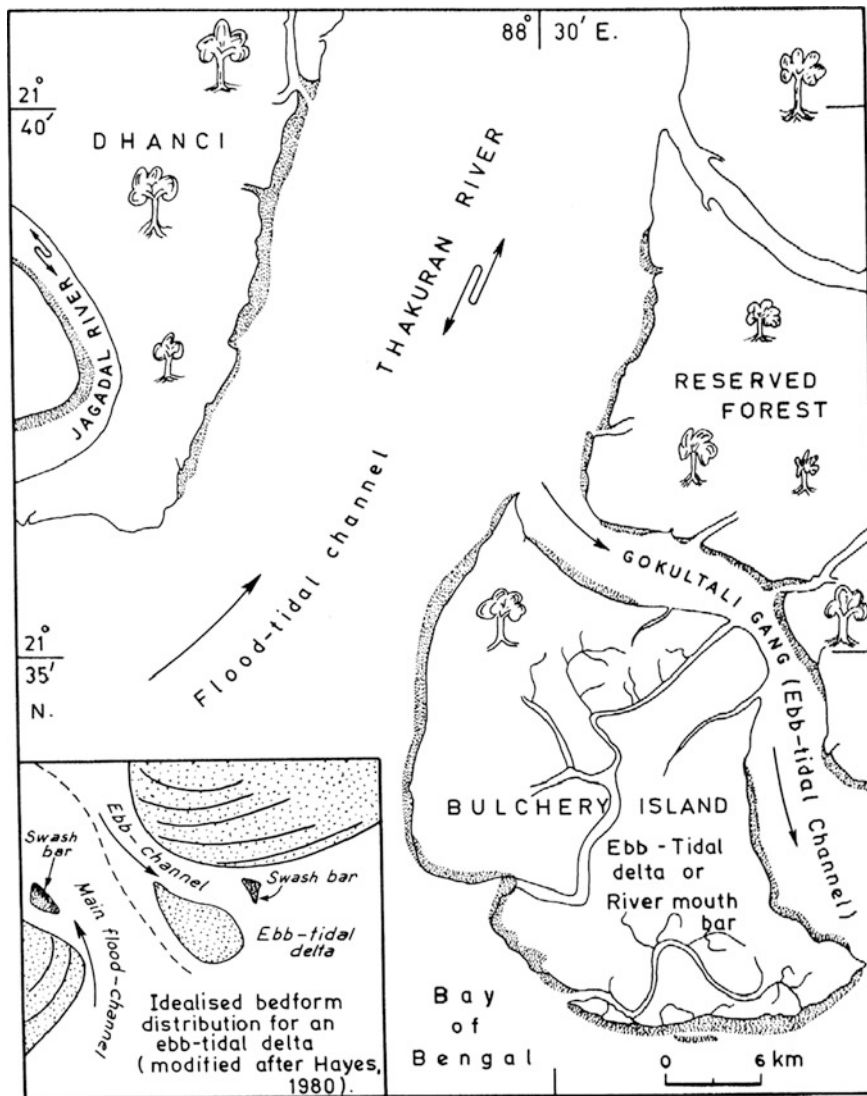 88° 30′ E.
21°
40′
DHANCI
JAGADAL RIVER
THAKURAN RIVER
Flood-tidal channel
RESERVED
FOREST
GOKULTALI GANG (Ebb-tidal Channel)
21°
35′
N.
BULCHERY ISLAND
Ebb-Tidal
delta or
River mouth
bar
Bay
of
Bengal
0 6 km
Swash
bar
Main flood-channel
Ebb-channel
Swash bar
Ebb-tidal
delta
Idealised bedform
distribution for an
ebb-tidal delta
(modified after Hayes,
1980).